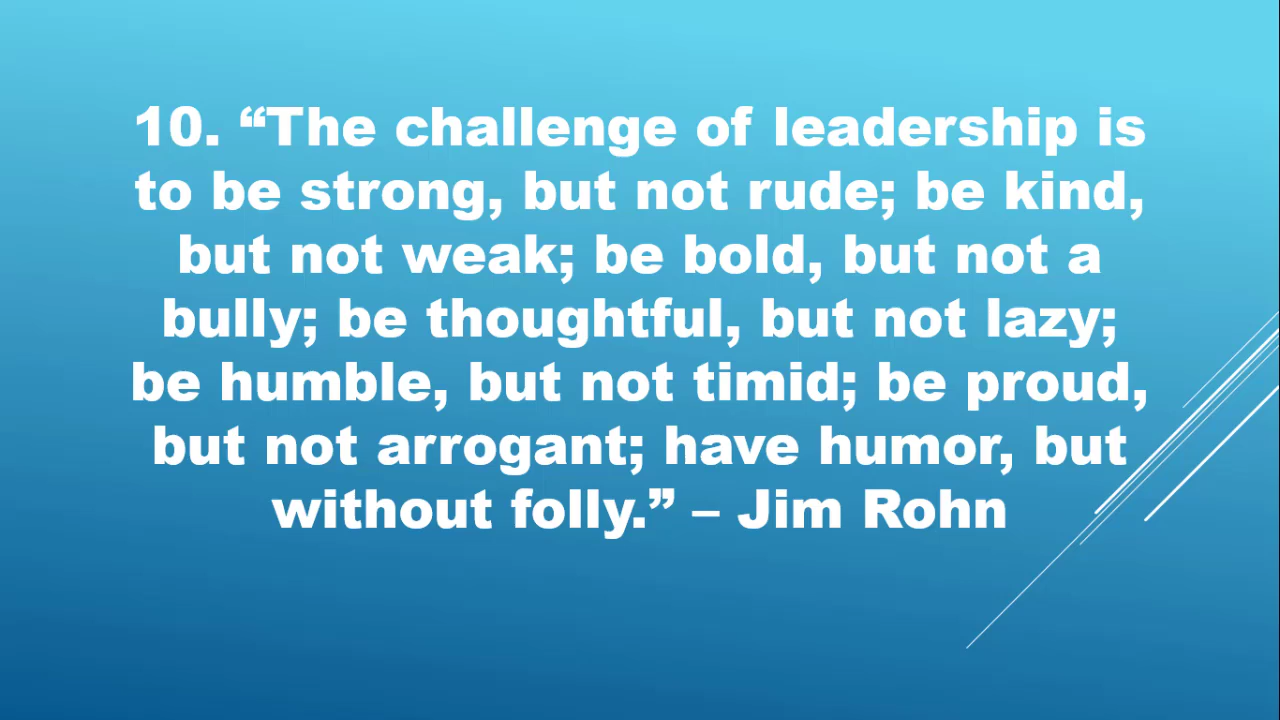 10. “The challenge of leadership is
to be strong, but not rude; be kind,
but not weak; be bold, but not a
bully; be thoughtful, but not lazy;
be humble, but not timid; be proud,
but not arrogant; have humor, but
without folly.” – Jim Rohn